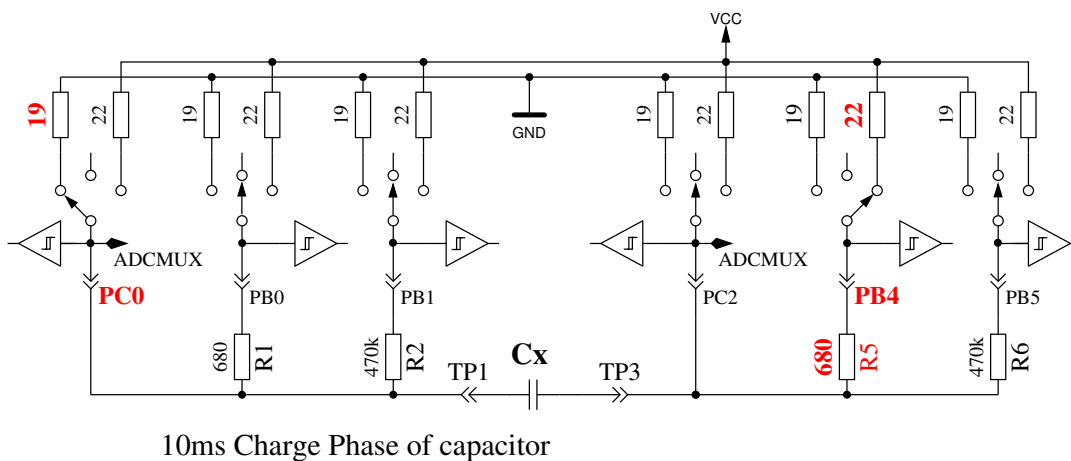 VCC
19
22
19
22
19
22
GND
19
22
19
22
19
22
ADCMUX
ADCMUX
PC0
PB0
PB1
PC2
PB4
PB5
680
R1
470k
R2
TP1
Cx
TP3
680
R5
470k
R6
10ms Charge Phase of capacitor